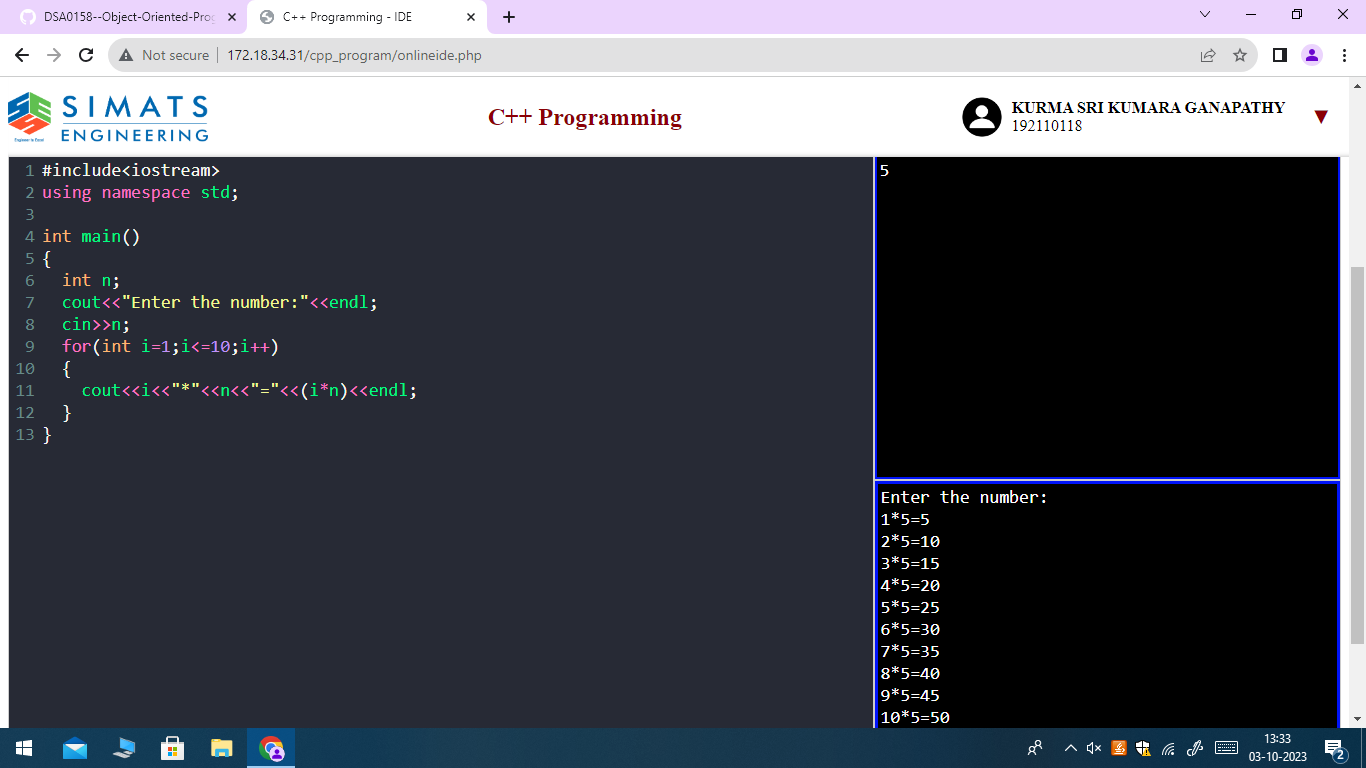 DSA0158--Object-Oriented-Pro
C++ Programming - IDE
Not secure
172.18.34.31/cpp_program/onlineide.php
SIMATS
ENGINEERING
Engineer to Excel
C++ Programming
KURMA SRI KUMARA GANAPATHY
192110118
1 #include<iostream>
2 using namespace std;
3
4 int main()
5 {
6 int n;
7 cout<<"Enter the number:"<<endl;
8 cin>>n;
9 for(int i=1;i<=10;i++)
10 {
11 cout<<i<<"*"<<n<<"="<<(i*n)<<endl;
12 }
13 }
5
Enter the number:
1*5=5
2*5=10
3*5=15
4*5=20
5*5=25
6*5=30
7*5=35
8*5=40
9*5=45
10*5=50
13:33
03-10-2023
2